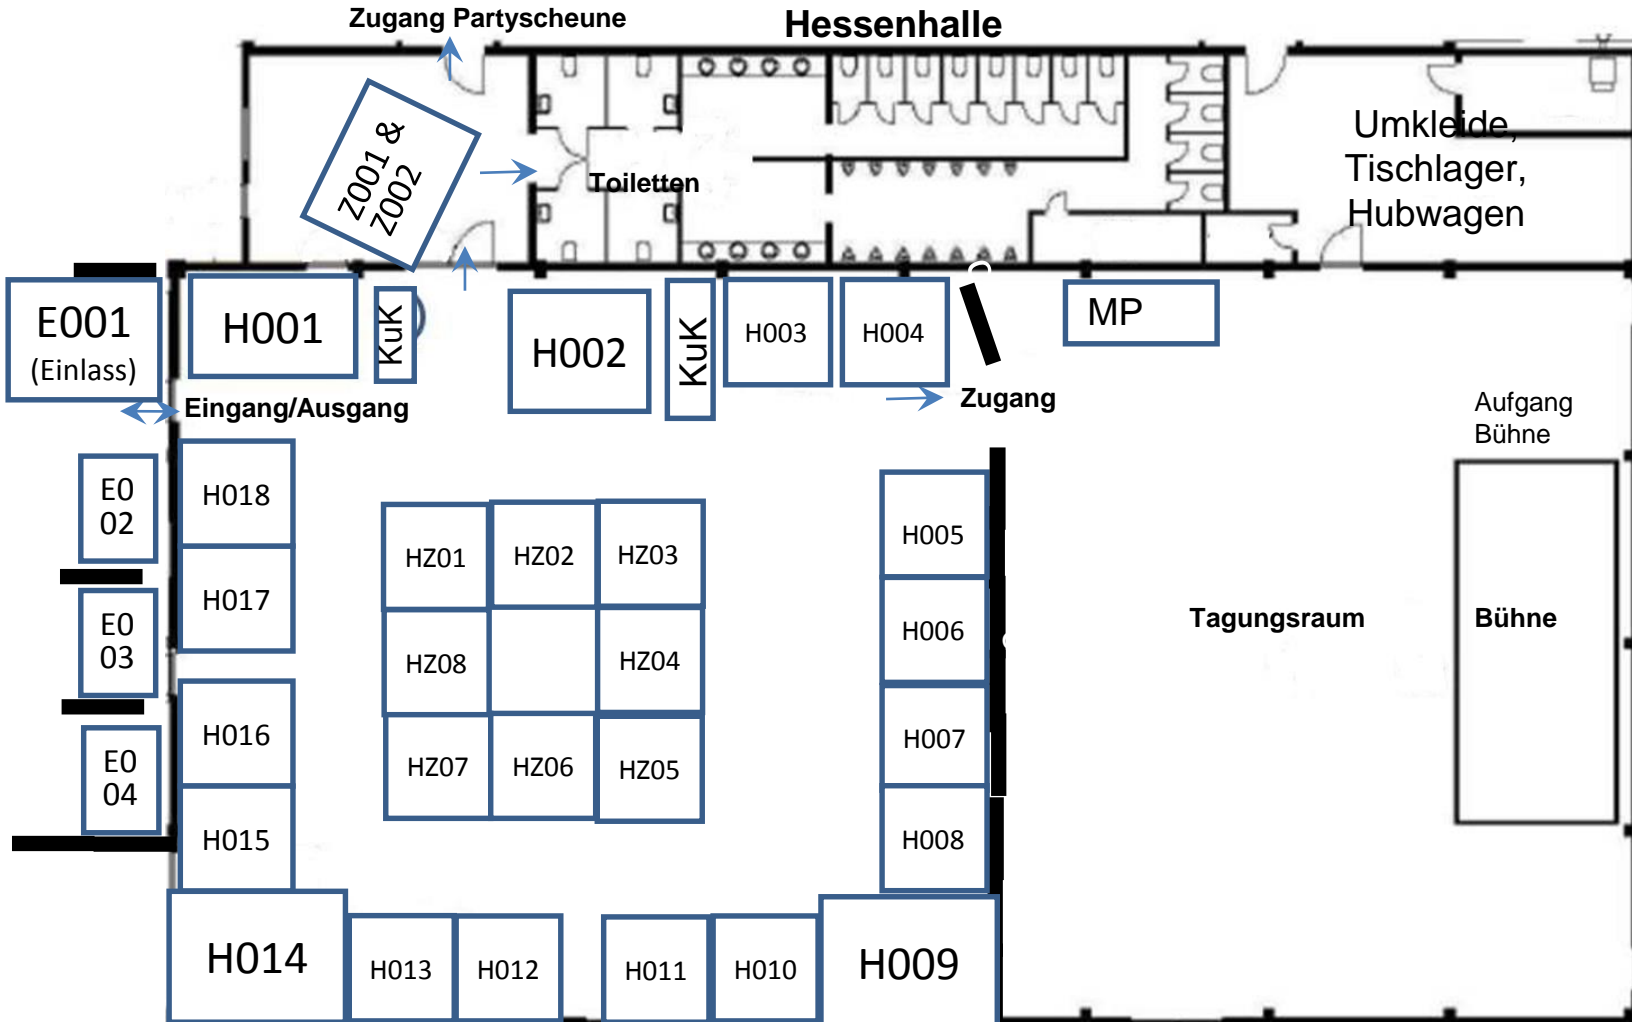 Zugang Partyscheune
Hessenhalle
Z001 &
Z002
Toiletten
Umkleide,
Tischlager,
Hubwagen
E001
(Einlass)
H001
KuK
H002
KuK
H003
H004
MP
Eingang/Ausgang
Zugang
Aufgang
Bühne
E0
02
H018
HZ01
HZ02
HZ03
H005
E0
03
H017
HZ08
HZ04
H006
Tagungsraum
Bühne
E0
04
H016
HZ07
HZ06
HZ05
H007
H015
H008
H014
H013
H012
H011
H010
H009